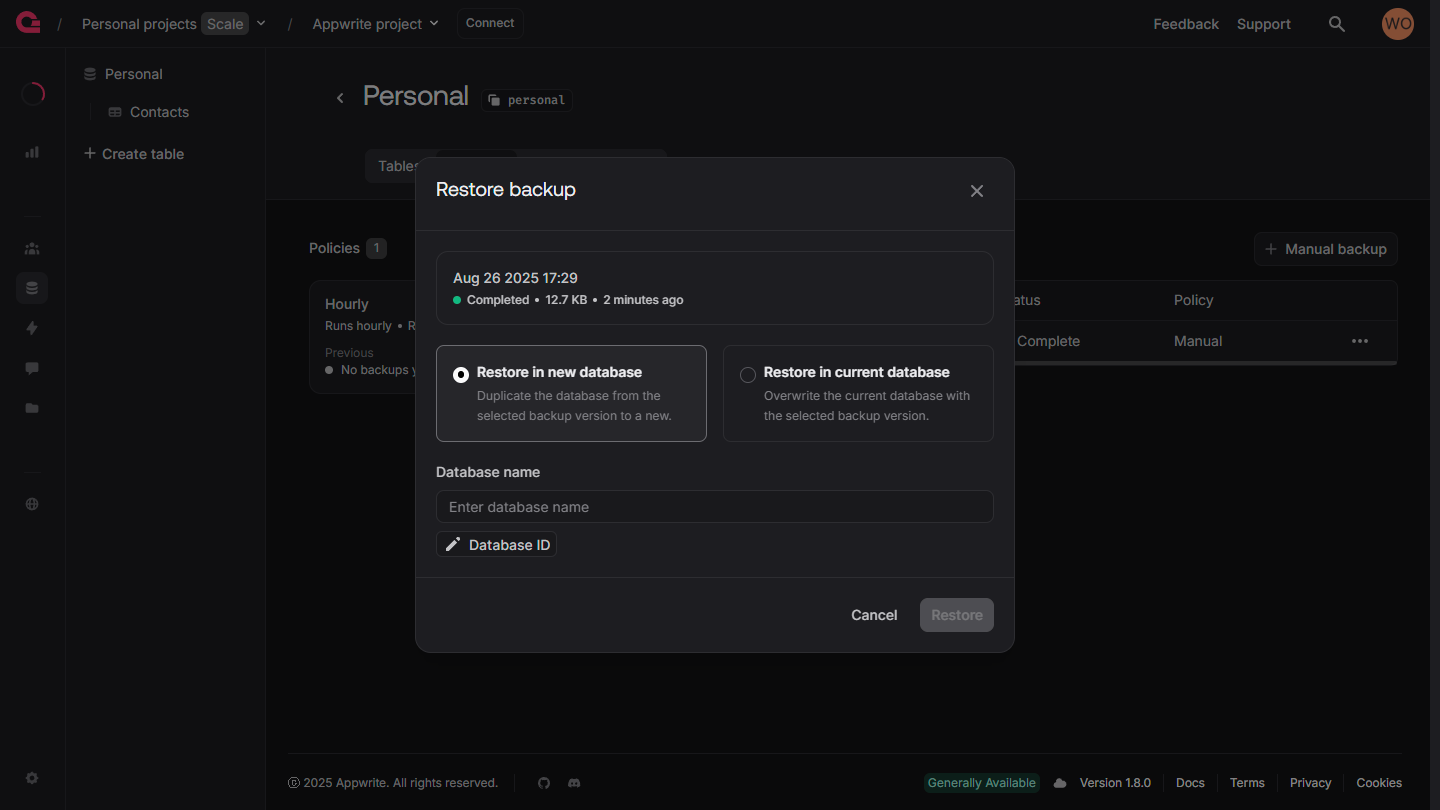 / Personal projects Scale / Appwrite project Connect Feedback Support WO
Personal
Contacts
Create table
Personal personal
Tables
Restore backup
Policies 1
Manual backup
Aug 26 2025 17:29
Completed • 12.7 KB • 2 minutes ago
Hourly
Runs hourly •
Previous
No backups
Policy
Complete Manual
Restore in new database
Duplicate the database from the
selected backup version to a new.
Restore in current database
Overwrite the current database with
the selected backup version.
Database name
Enter database name
Database ID
Cancel Restore
© 2025 Appwrite. All rights reserved. Generally Available Version 1.8.0 Docs Terms Privacy Cookies